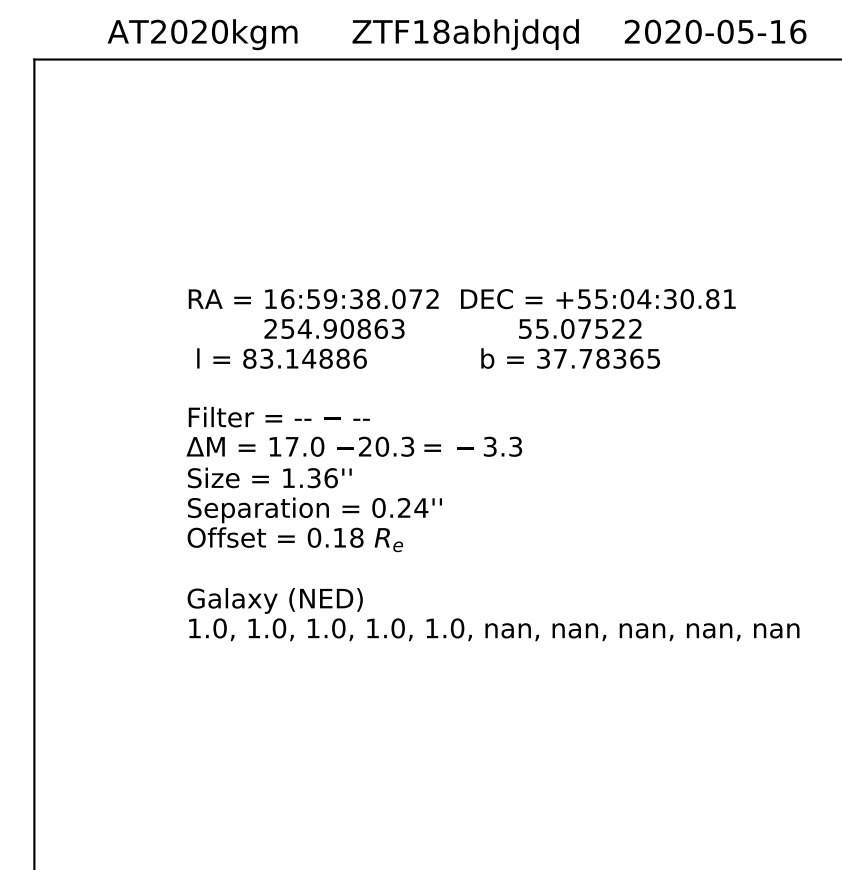 AT2020kgm ZTF18abhjdqd 2020-05-16
RA = 16:59:38.072 DEC = +55:04:30.81
254.90863 55.07522
l = 83.14886 b = 37.78365
Filter = -- − --
ΔM = 17.0 −20.3 = − 3.3
Size = 1.36''
Separation = 0.24''
Offset = 0.18 Re
Galaxy (NED)
1.0, 1.0, 1.0, 1.0, 1.0, nan, nan, nan, nan, nan